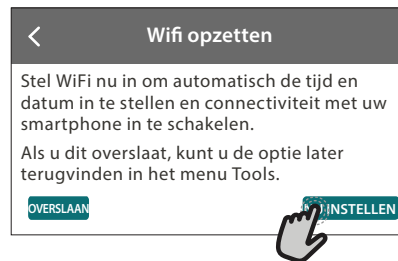 Wifi opzetten
Stel WiFi nu in om automatisch de tijd en
datum in te stellen en connectiviteit met uw
smartphone in te schakelen.
Als u dit overslaat, kunt u de optie later
terugvinden in het menu Tools.
OVERSLAAN
INSTELLEN